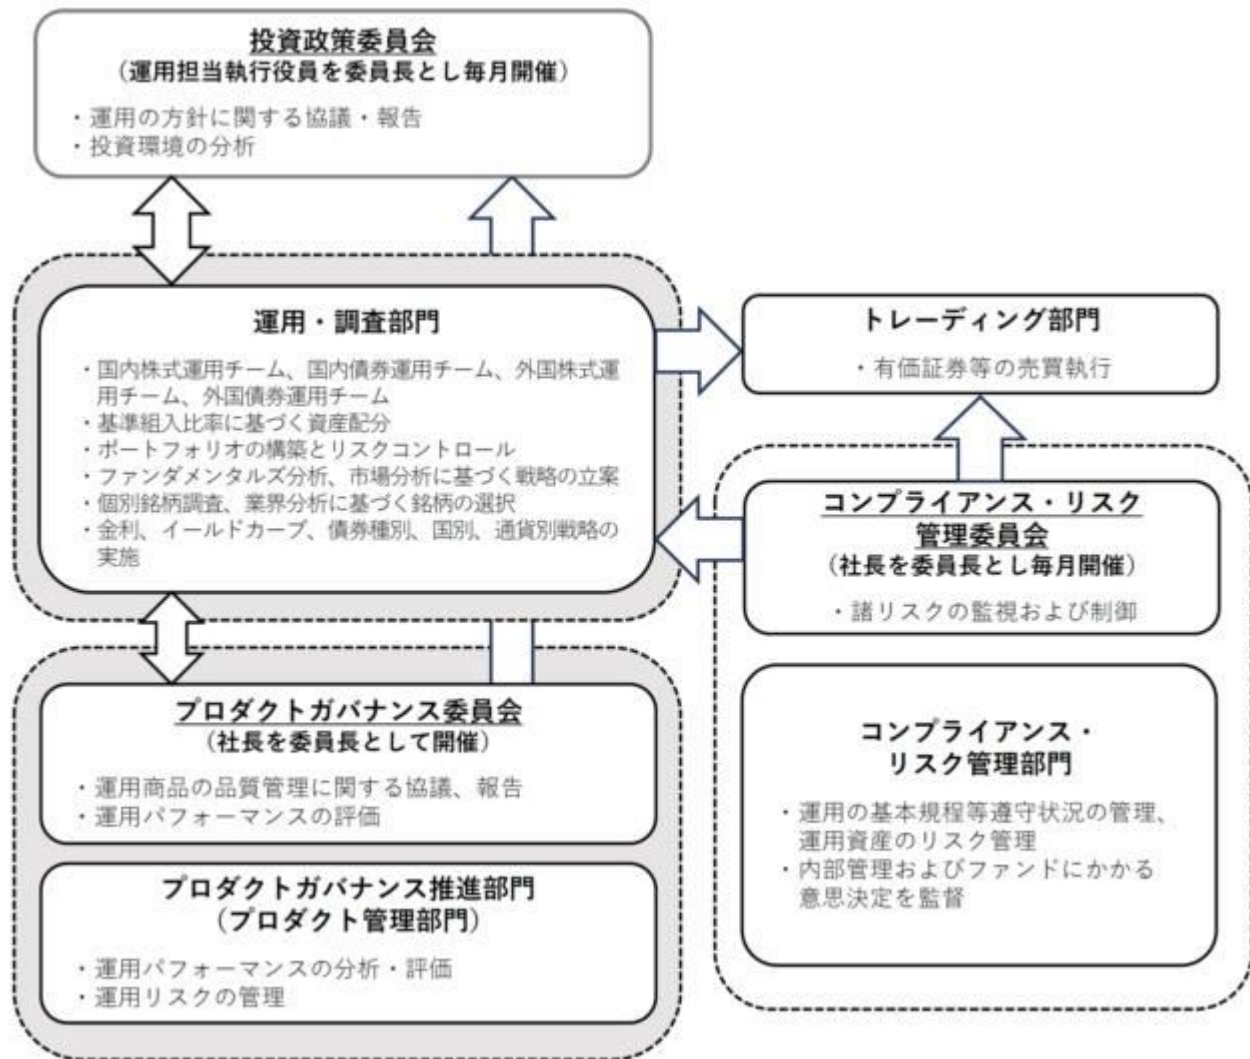 投資政策委員会
(運用担当執行役員を委員長とし毎月開催)
・運用の方針に関する協議・報告
・投資環境の分析
運用・調査部門
・国内株式運用チーム、国内債券運用チーム、外国株式運
用チーム、外国債券運用チーム
・基準組入比率に基づく資産配分
・ポートフォリオの構築とリスクコントロール
・ファンダメンタルズ分析、市場分析に基づく戦略の立案
・個別銘柄調査、業界分析に基づく銘柄の選択
・金利、イールドカーブ、債券種別、国別、通貨別戦略の
実施
トレーディング部門
・有価証券等の売買執行
コンプライアンス・リスク
管理委員会
(社長を委員長とし毎月開催)
・諸リスクの監視および制御
プロダクトガバナンス委員会
(社長を委員長として開催)
・運用商品の品質管理に関する協議、報告
・運用パフォーマンスの評価
プロダクトガバナンス推進部門
(プロダクト管理部門)
・運用パフォーマンスの分析・評価
・運用リスクの管理
コンプライアンス・
リスク管理部門
・運用の基本規程等遵守状況の管理、
運用資産のリスク管理
・内部管理およびファンドにかかる
意思決定を監督